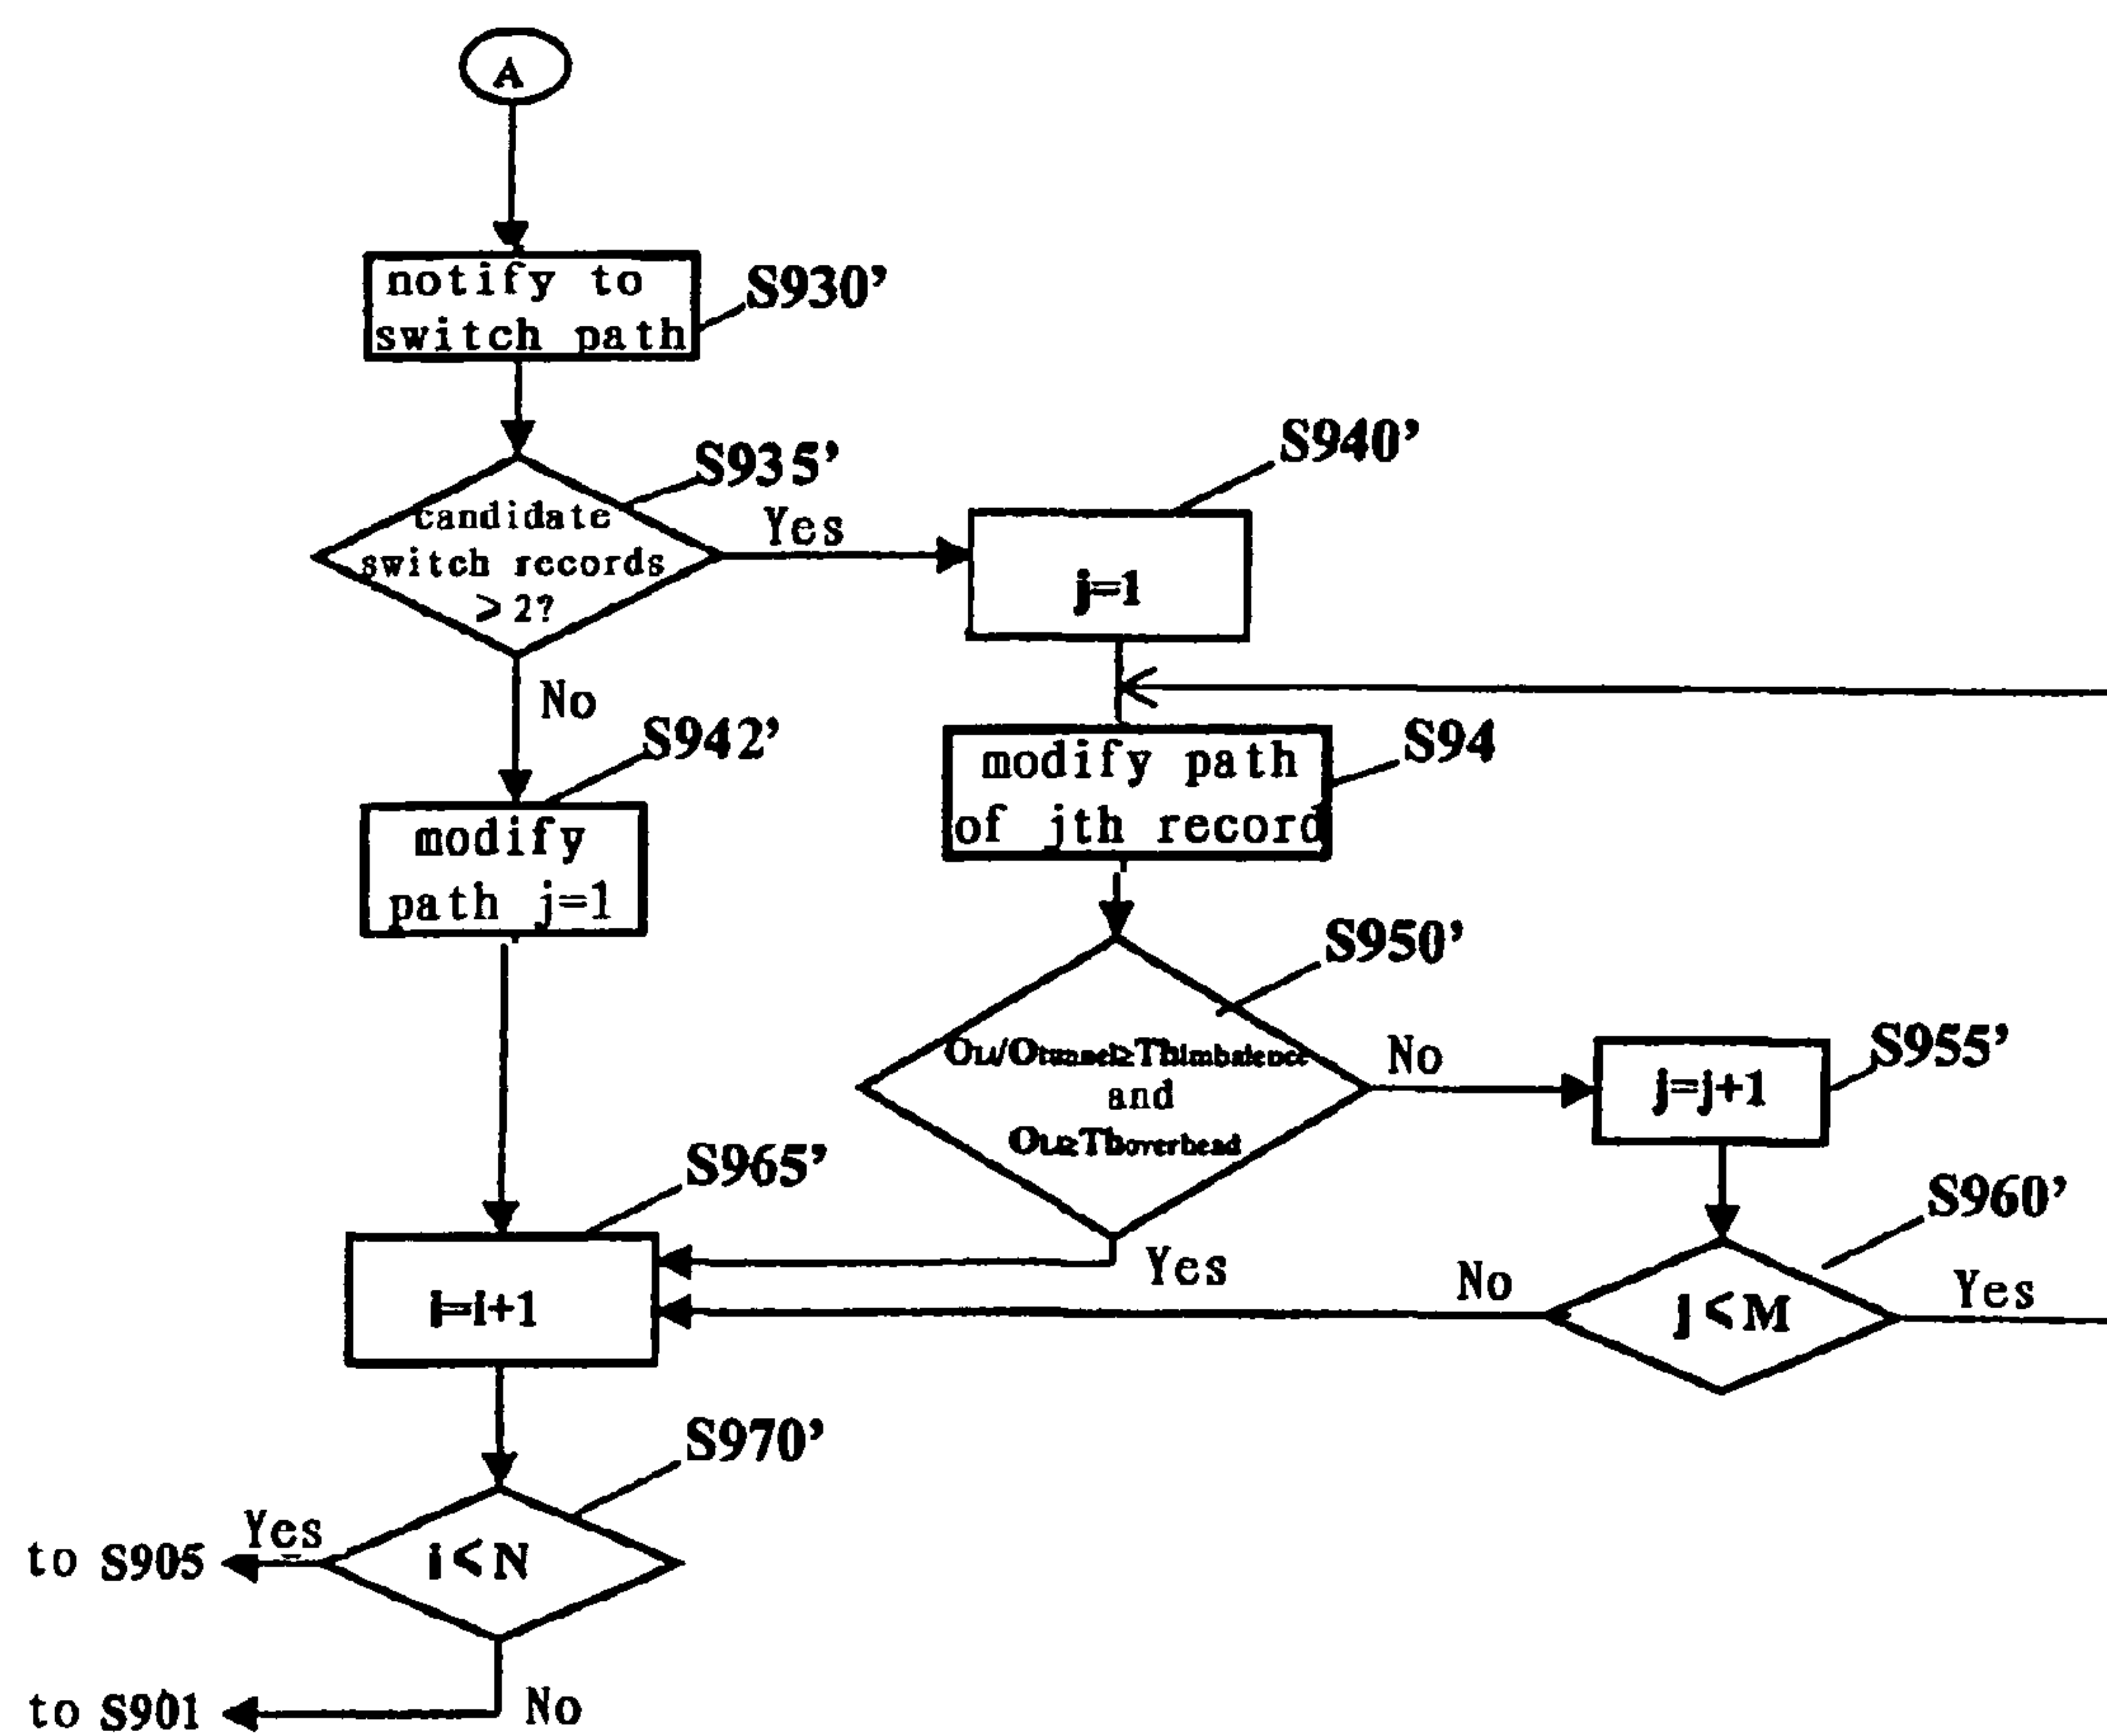 A
notify to
switch path
S930’
S935’
candidate
switch records
> 2?
Yes
S940’
j=1
No
S942’
modify
path j=1
S94
modify path
of jth record
S950’
and
No
S955’
j=j+1
S965’
i=i+1
Yes
S960’
j<M
No
Yes
S970’
i<N
Yes
to S905
No
to S901